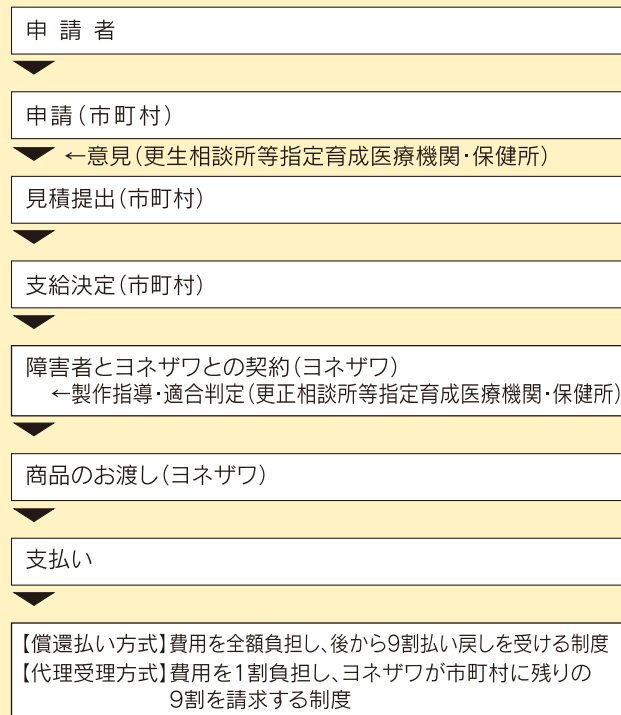 申 請 者
申請(市町村)
←意見(更生相談所等指定育成医療機関・保健所)
見積提出(市町村)
支給決定(市町村)
障害者とヨネザワとの契約(ヨネザワ)
←製作指導・適合判定(更正相談所等指定育成医療機関・保健所)
商品のお渡し(ヨネザワ)
支払い
【償還払い方式】費用を全額負担し、後から9割払い戻しを受ける制度
【代理受理方式】費用を1割負担し、ヨネザワが市町村に残りの
9割を請求する制度